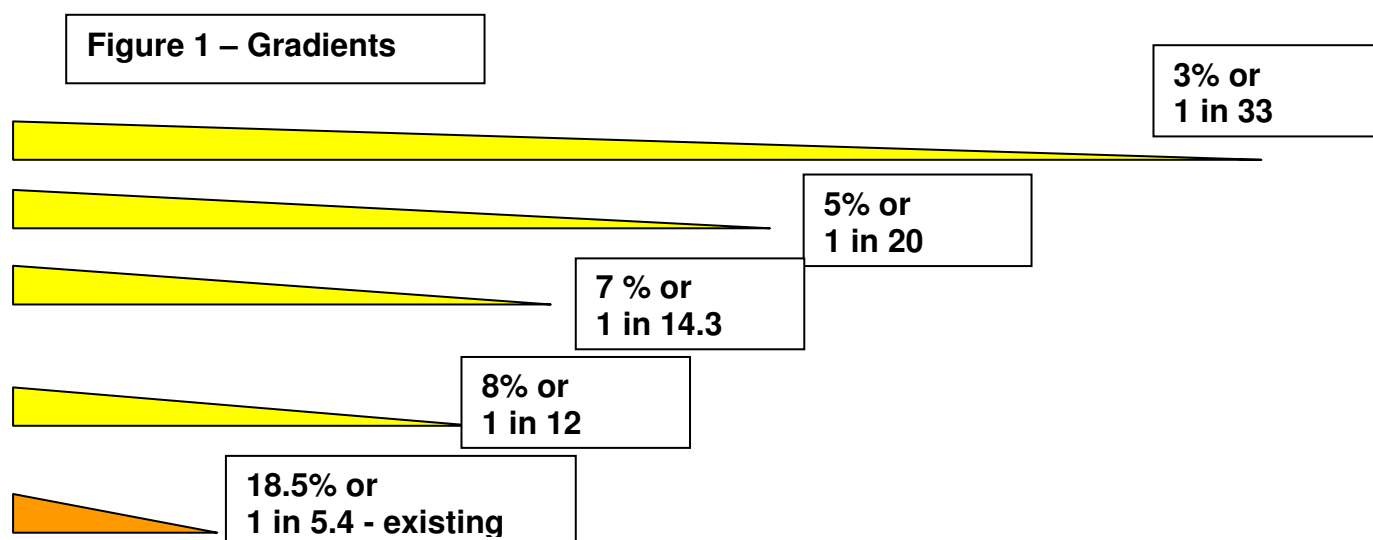 Figure 1 – Gradients
3% or
1 in 33
5% or
1 in 20
7 % or
1 in 14.3
8% or
1 in 12
18.5% or
1 in 5.4 - existing